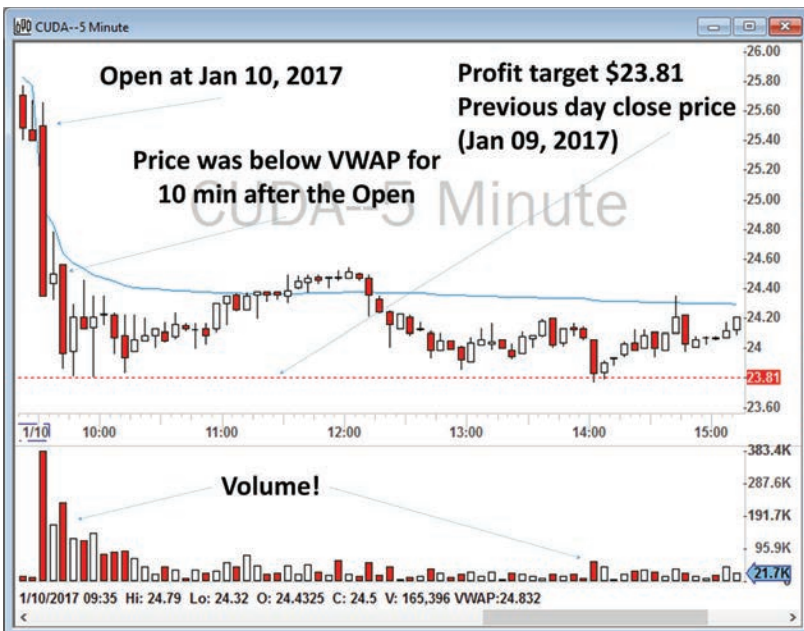 CUDA--5 Minute
Open at Jan 10, 2017
Profit target $23.81
Previous day close price
(Jan 09, 2017)
Price was below VWAP for
10 min after the Open
CUDA--5 Minute
26.00
25.80
25.60
25.40
25.20
25.00
24.80
24.60
24.40
24.20
24
23.81
23.60
1/10
10:00
11:00
12:00
13:00
14:00
15:00
383.4K
287.6K
191.7K
95.9K
21.7K
Volume!
1/10/2017 09:35 Hi: 24.79 Lo: 24.32 O: 24.4325 C: 24.5 V: 165,396 VWAP:24.832